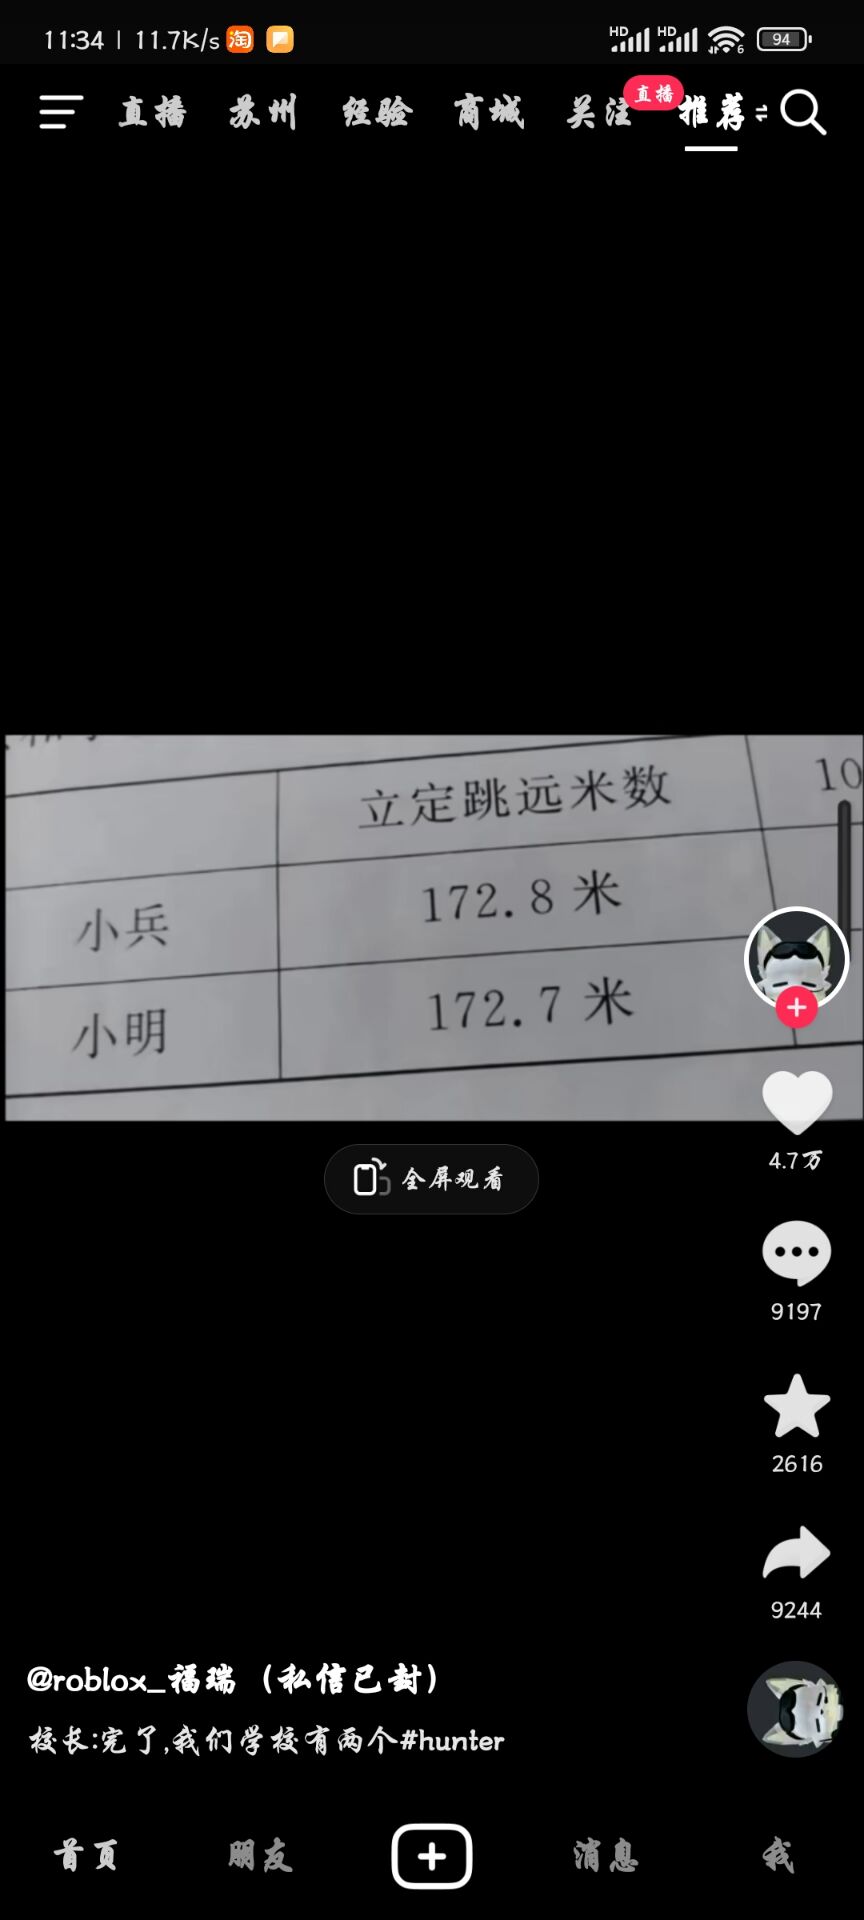 11:34 | 11.7K/s 淘 HD HD 6 94
直播 苏州 经验 商城 关注 直播 推荐
立定跳远米数 10
小兵 172.8 米
小明 172.7 米
全屏观看
4.7万
9197
2616
9244
@roblox_福瑞（私信已封）
校长:完了,我们学校有两个#hunter
首页 朋友 消息 我